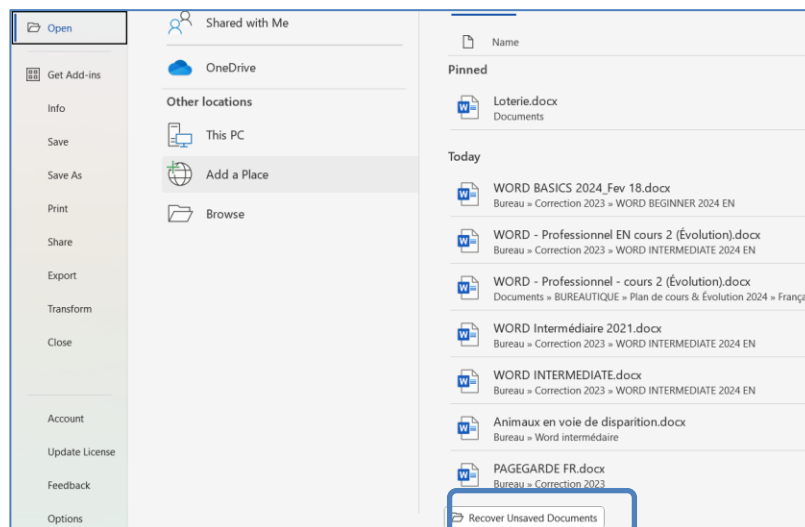 Open
Get Add-ins
Info
Save
Save As
Print
Share
Export
Transform
Close
Account
Update License
Feedback
Options
Shared with Me
OneDrive
Other locations
This PC
Add a Place
Browse
Name
Pinned
Loterie.docx
Documents
Today
WORD BASICS 2024_Fev 18.docx
Bureau » Correction 2023 » WORD BEGINNER 2024 EN
WORD - Professionnel EN cours 2 (Évolution).docx
Bureau » Correction 2023 » WORD INTERMEDIATE 2024 EN
WORD - Professionnel - cours 2 (Évolution).docx
Documents » BUREAUTIQUE » Plan de cours & Évolution 2024 » França
WORD Intermédiaire 2021.docx
Bureau » Correction 2023 » WORD INTERMEDIATE 2024 EN
WORD INTERMEDIATE.docx
Bureau » Correction 2023 » WORD INTERMEDIATE 2024 EN
Animaux en voie de disparition.docx
Bureau » Word intermédaire
PAGEGARDE FR.docx
Bureau » Correction 2023
Recover Unsaved Documents